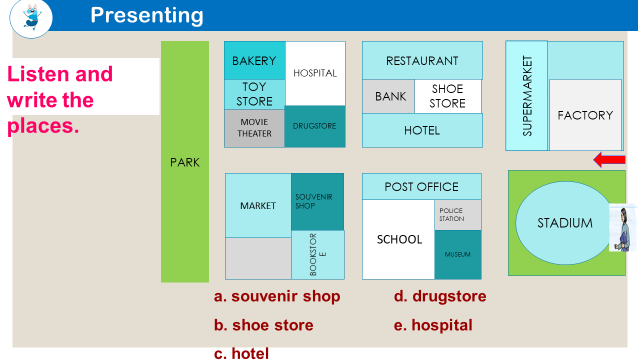 Presenting
Listen and
write the
places.
PARK
BAKERY
HOSPITAL
TOY
STORE
MOVIE
THEATER
DRUGSTORE
RESTAURANT
BANK
SHOE
STORE
HOTEL
SUPERMARKET
FACTORY
MARKET
SOUVENIR
SHOP
BOOKSTOR
E
POST OFFICE
SCHOOL
POLICE
STATION
MUSEUM
STADIUM
a. souvenir shop
b. shoe store
c. hotel
d. drugstore
e. hospital